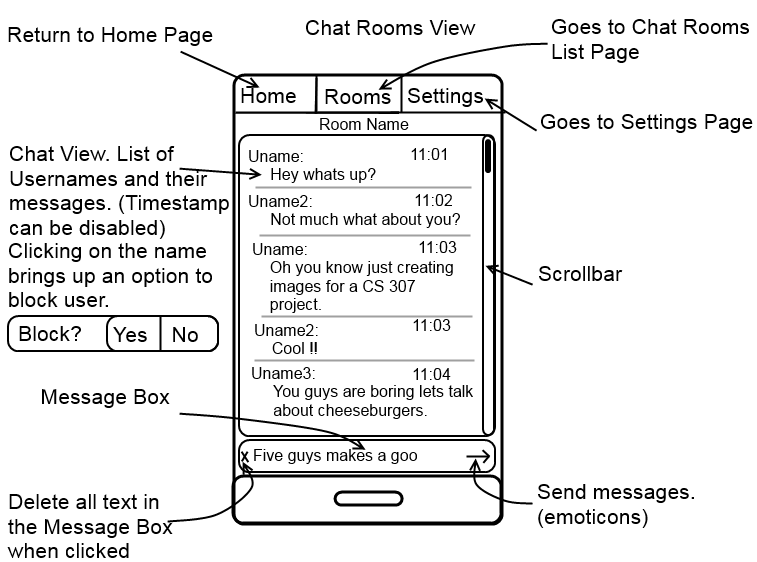 Chat Rooms View
Return to Home Page
Goes to Chat Rooms
List Page
Home
Rooms
Settings
Goes to Settings Page
Room Name
Chat View. List of
Usernames and their
messages. (Timestamp
can be disabled)
Clicking on the name
brings up an option to
block user.
Block? Yes No
Uname: 11:01
Hey whats up?
Uname2: 11:02
Not much what about you?
Uname: 11:03
Oh you know just creating
images for a CS 307
project.
Uname2: 11:03
Cool !!
Uname3: 11:04
You guys are boring lets talk
about cheeseburgers.
Scrollbar
Message Box
x Five guys makes a goo
Delete all text in
the Message Box
when clicked
Send messages.
(emoticons)